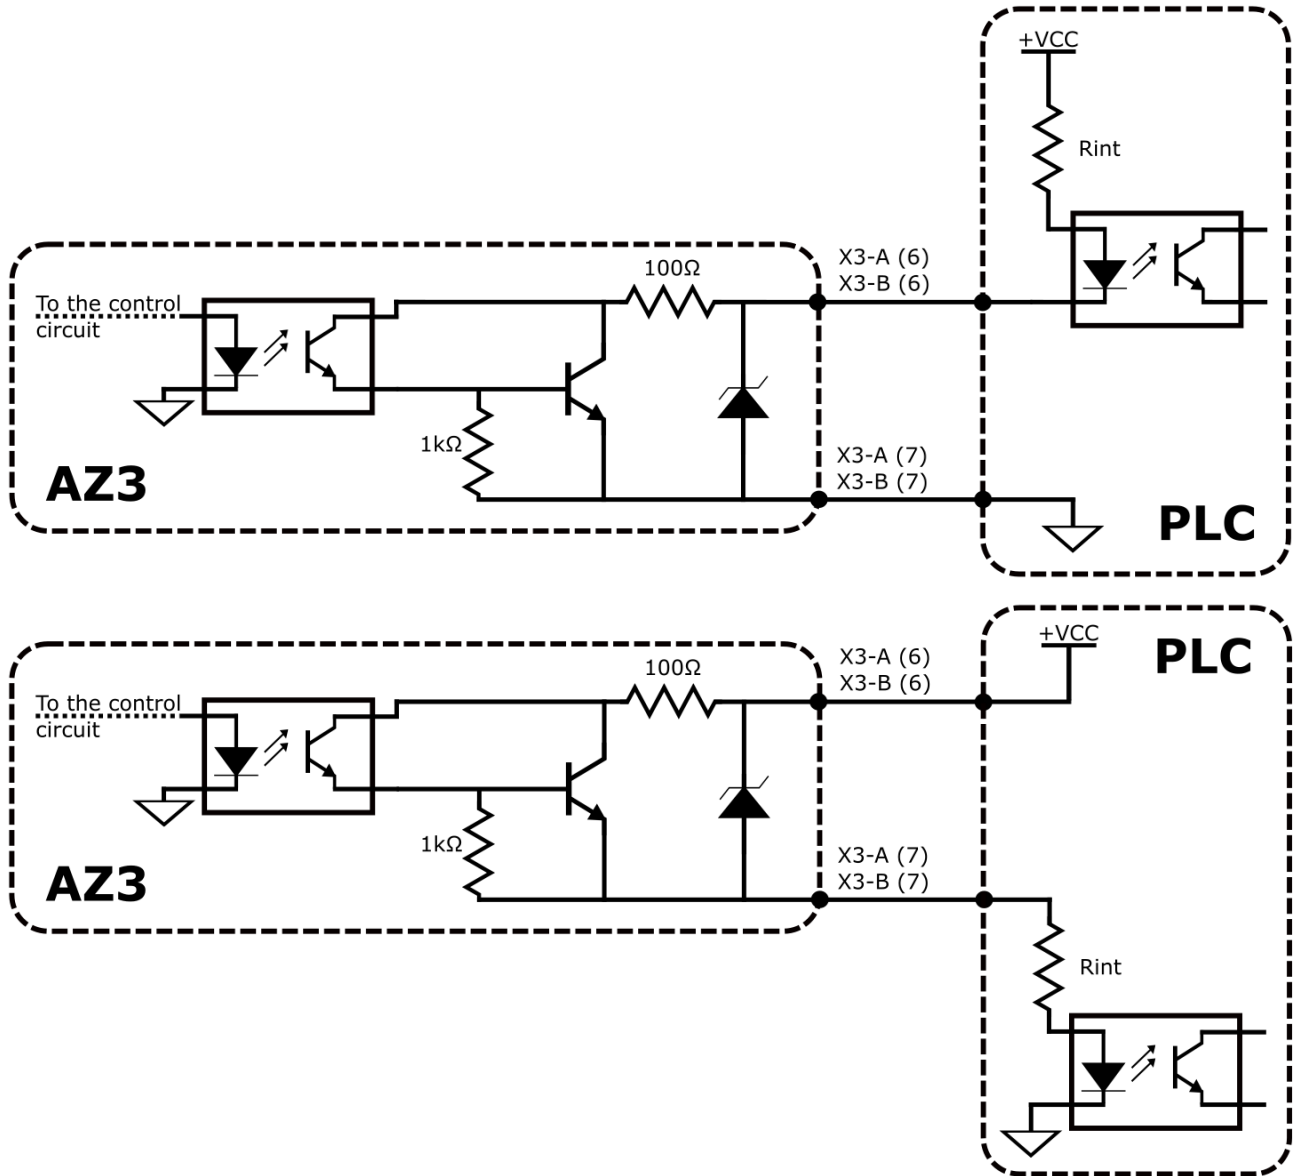 +VCC
Rint
X3-A (6)
X3-B (6)
100Ω
To the control
circuit
1kΩ
X3-A (7)
X3-B (7)
AZ3
PLC
+VCC
PLC
X3-A (6)
X3-B (6)
100Ω
To the control
circuit
1kΩ
X3-A (7)
X3-B (7)
AZ3
Rint